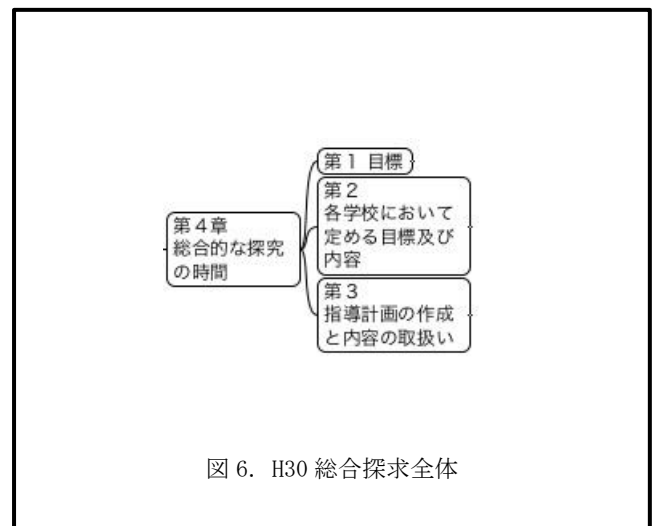 第1 目標
第2
各学校において
定める目標及び
内容
第4章
総合的な探究
の時間
第3
指導計画の作成
と内容の取扱い
図 6. H30 総合探求全体